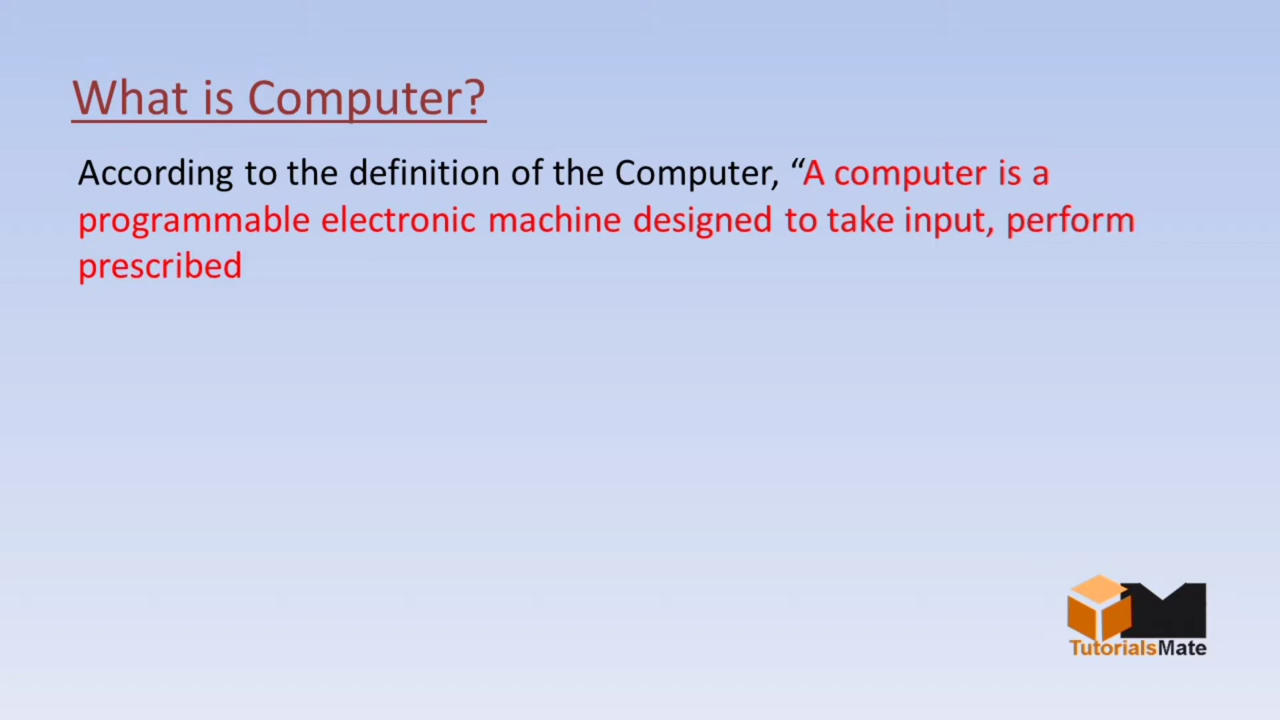 What is Computer?
According to the definition of the Computer, “A computer is a
programmable electronic machine designed to take input, perform
prescribed
TutorialsMate